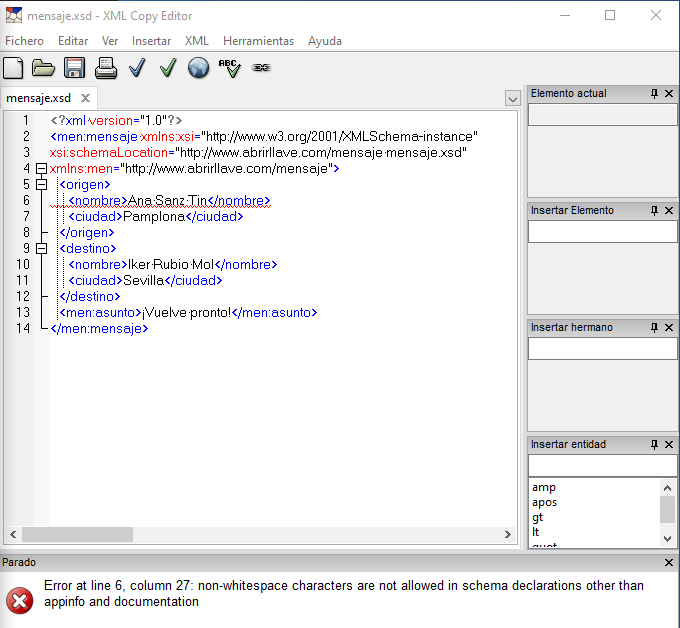 mensaje.xsd - XML Copy Editor
Fichero Editar Ver Insertar XML Herramientas Ayuda
ABC
mensaje.xsd
1 <?xml version="1.0"?>
2 <men:mensaje xmlns:xsi="http://www.w3.org/2001/XMLSchema-instance"
3 xsi:schemaLocation="http://www.abrirllave.com/mensaje mensaje.xsd"
4 xmlns:men="http://www.abrirllave.com/mensaje">
5 <origen>
6 <nombre>Ana Sanz Tin</nombre>
7 <ciudad>Pamplona</ciudad>
8 </origen>
9 <destino>
10 <nombre>Iker Rubio Mol</nombre>
11 <ciudad>Sevilla</ciudad>
12 </destino>
13 <men:asunto>¡Vuelve pronto!</men:asunto>
14 </men:mensaje>
Elemento actual
Insertar Elemento
Insertar hermano
Insertar entidad
amp
apos
gt
lt
Parado
Error at line 6, column 27: non-whitespace characters are not allowed in schema declarations other than
appinfo and documentation